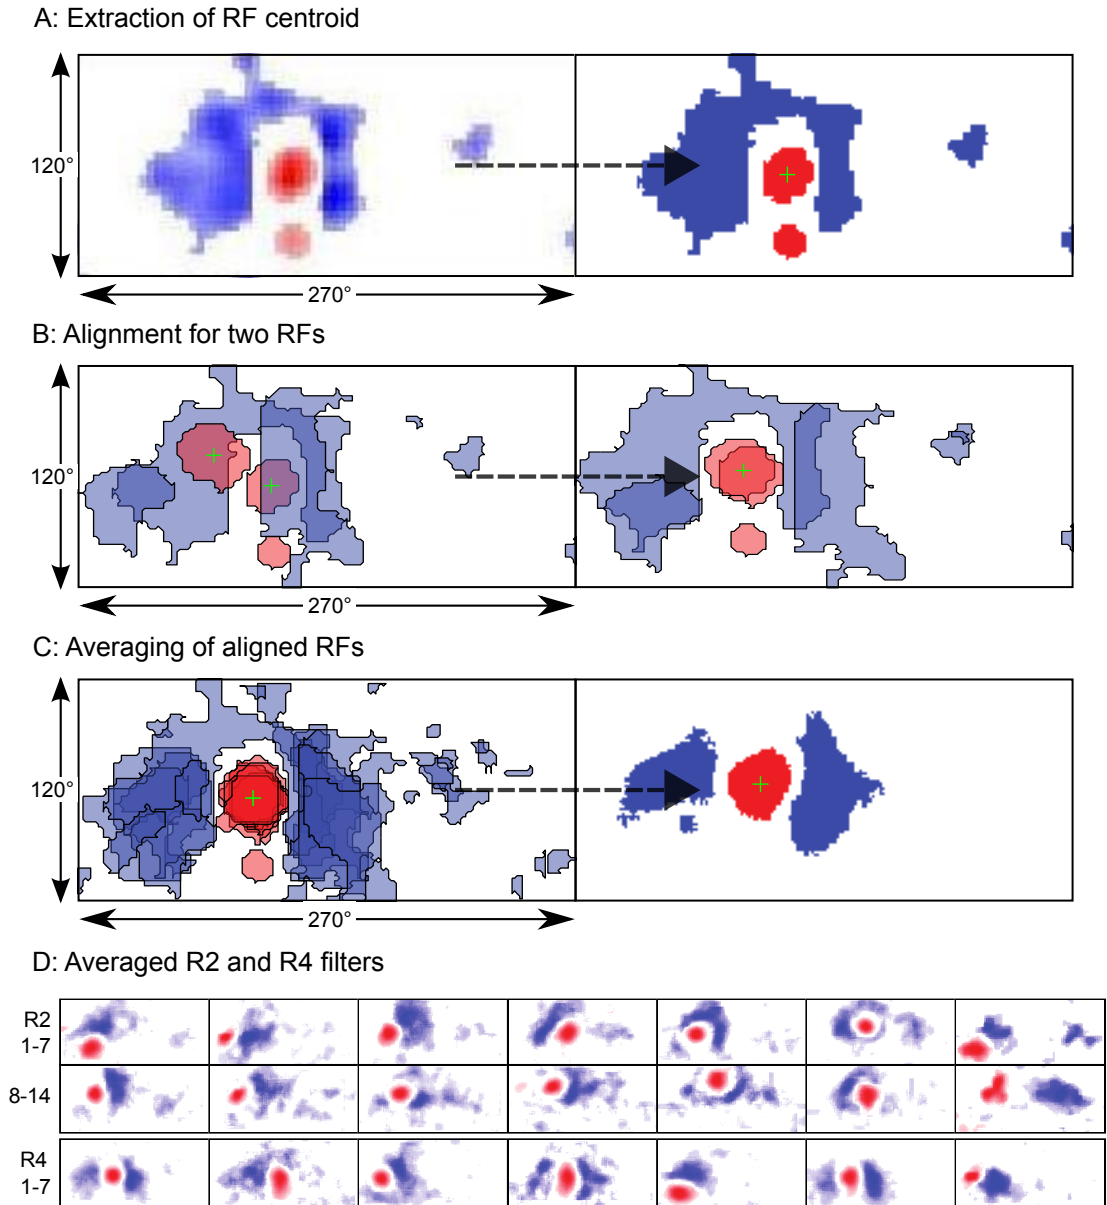 A: Extraction of RF centroid
120°
270°
B: Alignment for two RFs
120°
270°
C: Averaging of aligned RFs
120°
270°
D: Averaged R2 and R4 filters
R2
1-7
8-14
R4
1-7